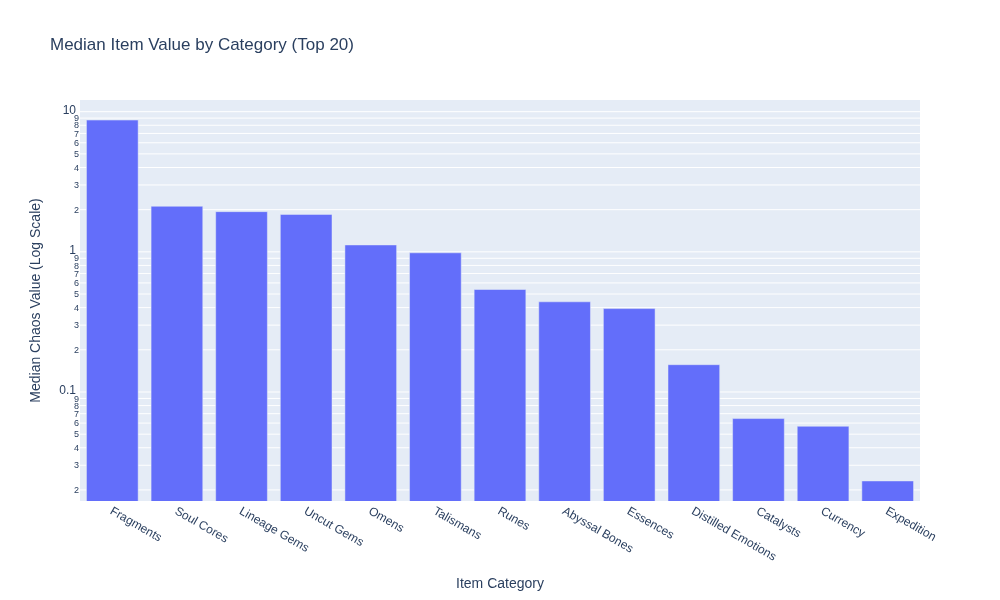 Median Item Value by Category (Top 20)
Median Chaos Value (Log Scale)
10
9
8
7
6
5
4
3
2
1
9
8
7
6
5
4
3
2
0.1
9
8
7
6
5
4
3
2
Fragments
Soul Cores
Lineage Gems
Uncut Gems
Omens
Talismans
Runes
Abyssal Bones
Essences
Distilled Emotions
Catalysts
Currency
Expedition
Item Category